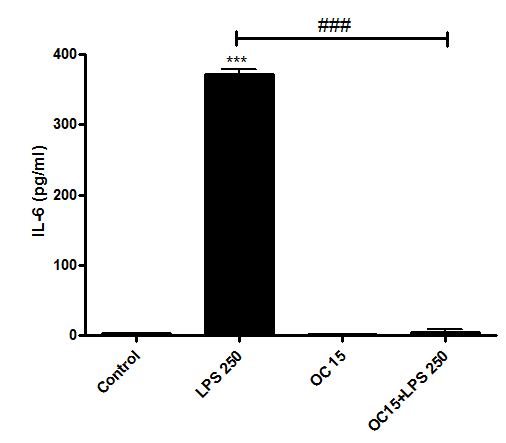 ###
***
400
300
200
100
0
IL-6 (pg/ml)
Control
LPS 250
OC 15
OC15+LPS 250